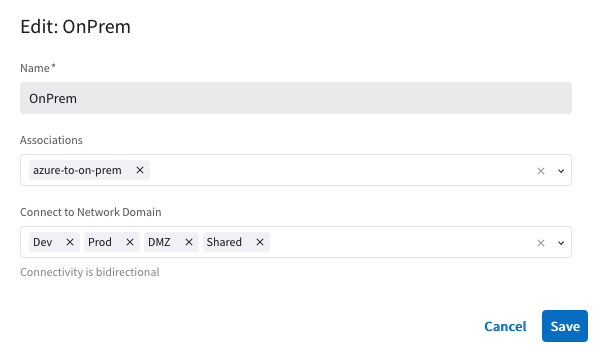 Edit: OnPrem
Name*
OnPrem
Associations
azure-to-on-prem ×
Connect to Network Domain
Dev × Prod × DMZ × Shared ×
Connectivity is bidirectional
Cancel Save